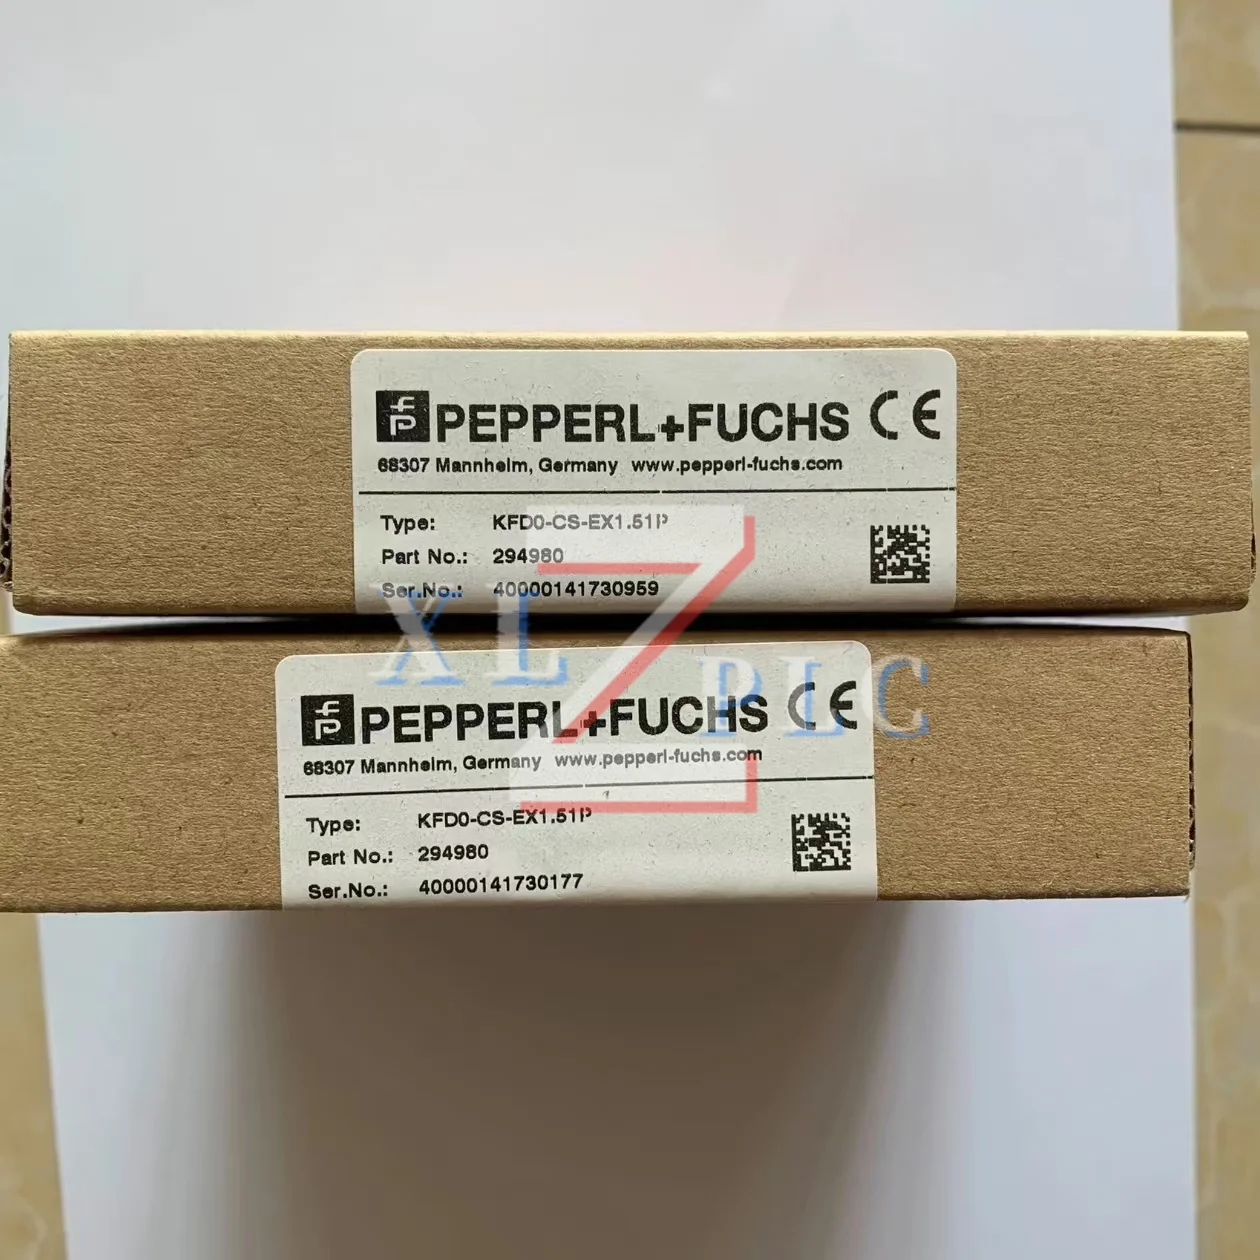 PEPPERL+FUCHS CE
68307 Mannheim, Germany www.pepperl-fuchs.com
Type: KFD0-CS-EX1.51P
Part No.: 294980
Ser.No.: 40000141730959
XLZPLC
PEPPERL+FUCHS CE
68307 Mannheim, Germany www.pepperl-fuchs.com
Type: KFD0-CS-EX1.51P
Part No.: 294980
Ser.No.: 40000141730177